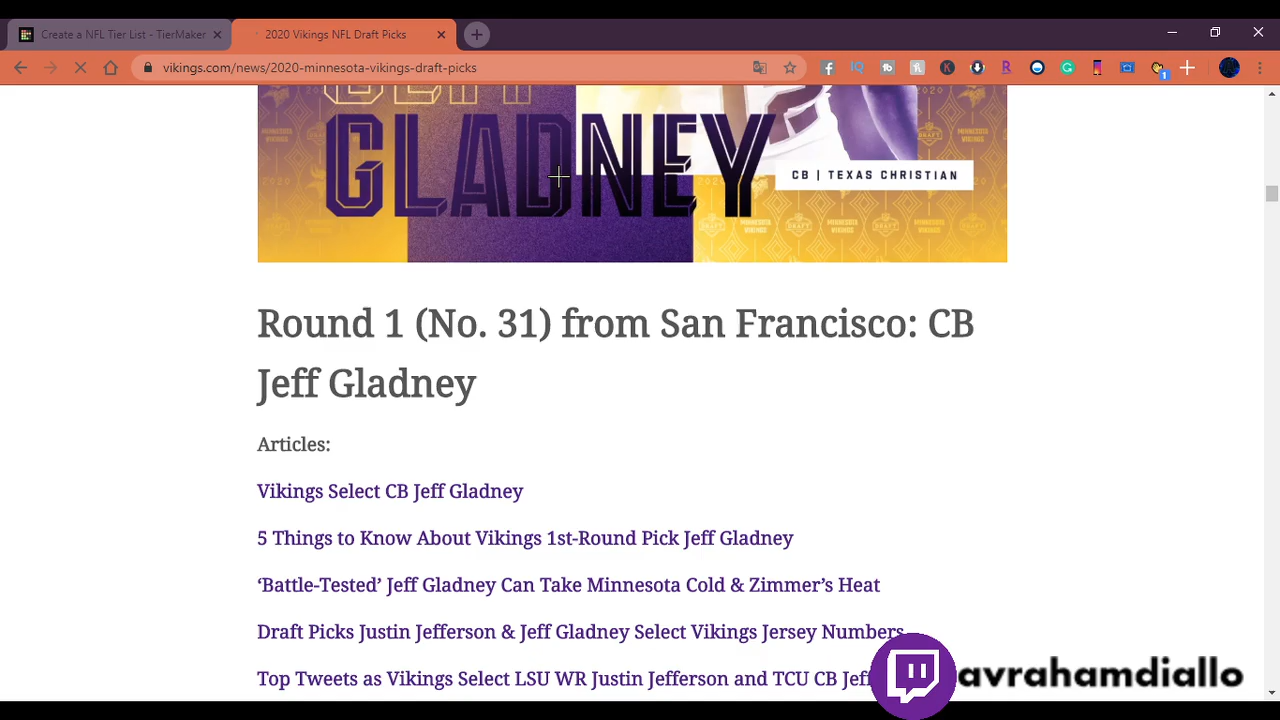 Create a NFL Tier List - TierMaker
2020 Vikings NFL Draft Picks
vikings.com/news/2020-minnesota-vikings-draft-picks
GLADNEY
CB | TEXAS CHRISTIAN
Round 1 (No. 31) from San Francisco: CB
Jeff Gladney
Articles:
Vikings Select CB Jeff Gladney
5 Things to Know About Vikings 1st-Round Pick Jeff Gladney
‘Battle-Tested’ Jeff Gladney Can Take Minnesota Cold & Zimmer’s Heat
Draft Picks Justin Jefferson & Jeff Gladney Select Vikings Jersey Numbers
Top Tweets as Vikings Select LSU WR Justin Jefferson and TCU CB Jeff
avrahamdiallo